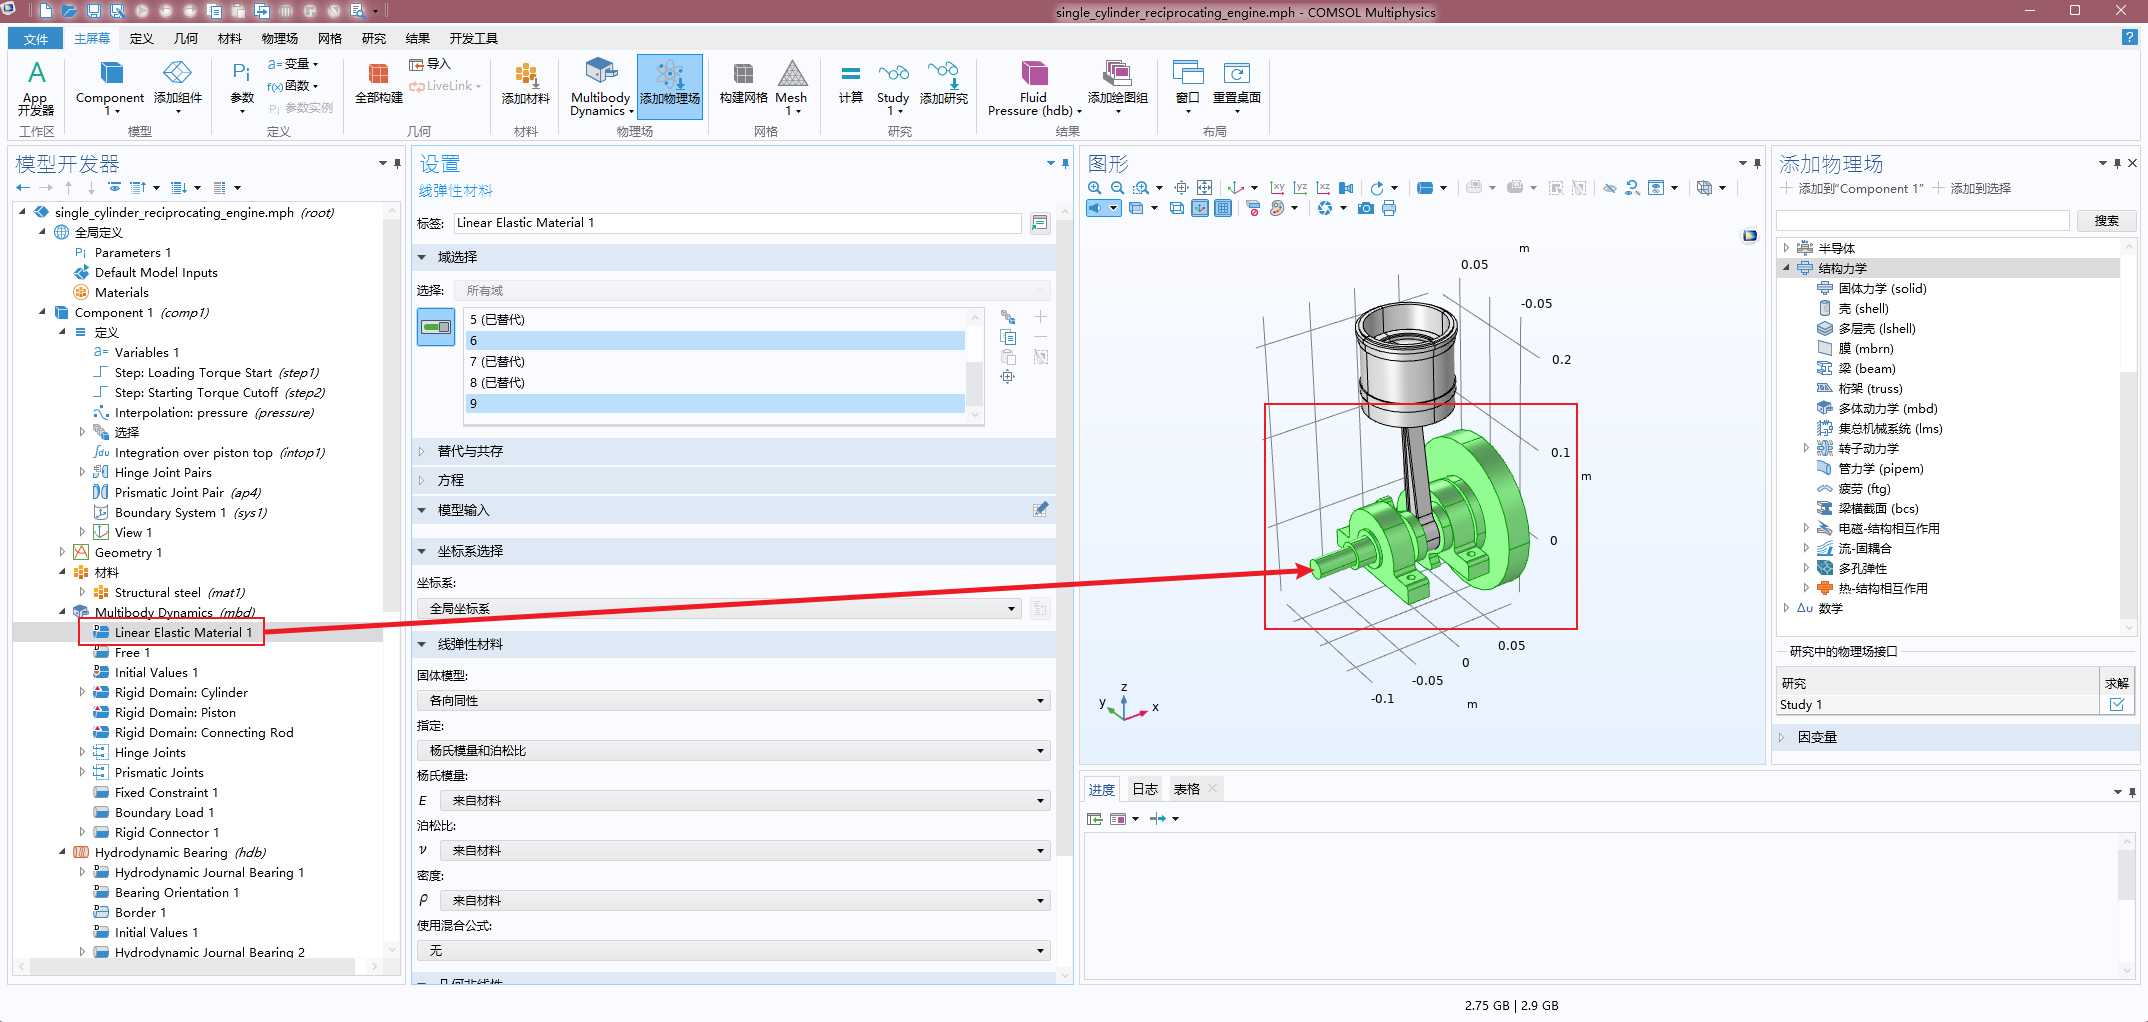 single_cylinder_reciprocating_engine.mph - COMSOL Multiphysics
文件 主屏幕 定义 几何 材料 物理场 网格 研究 结果 开发工具
App
开发器
工作区
Component
1
添加组件
模型
Pi
参数
a= 变量
f(x) 函数
Pi 参数实例
定义
全部构建
导入
LiveLink
几何
添加材料
材料
Multibody
Dynamics
添加物理场
物理场
构建网格
Mesh
1
网格
计算
Study
1
添加研究
研究
Fluid
Pressure (hdb)
添加绘图组
结果
窗口
重置桌面
布局
模型开发器
single_cylinder_reciprocating_engine.mph (root)
全局定义
Pi Parameters 1
Default Model Inputs
Materials
Component 1 (comp1)
定义
a= Variables 1
Step: Loading Torque Start (step1)
Step: Starting Torque Cutoff (step2)
Interpolation: pressure (pressure)
选择
∫du Integration over piston top (intop1)
Hinge Joint Pairs
Prismatic Joint Pair (ap4)
Boundary System 1 (sys1)
View 1
Geometry 1
材料
Structural steel (mat1)
Multibody Dynamics (mbd)
Linear Elastic Material 1
Free 1
Initial Values 1
Rigid Domain: Cylinder
Rigid Domain: Piston
Rigid Domain: Connecting Rod
Hinge Joints
Prismatic Joints
Fixed Constraint 1
Boundary Load 1
Rigid Connector 1
Hydrodynamic Bearing (hdb)
Hydrodynamic Journal Bearing 1
Bearing Orientation 1
Border 1
Initial Values 1
Hydrodynamic Journal Bearing 2
设置
线弹性材料
标签: Linear Elastic Material 1
域选择
选择: 所有域
5 (已替代)
6
7 (已替代)
8 (已替代)
9
替代与共存
方程
模型输入
坐标系选择
坐标系:
全局坐标系
线弹性材料
固体模型:
各向同性
指定:
杨氏模量和泊松比
杨氏模量:
E 来自材料
泊松比:
ν 来自材料
密度:
ρ 来自材料
使用混合公式:
无
几何非线性
图形
m
0.05
-0.05
0.2
0.1
m
0
0.05
0
-0.05
-0.1
m
z
y
x
进度 日志 表格
添加物理场
添加到“Component 1” 添加到选择
搜索
半导体
结构力学
固体力学 (solid)
壳 (shell)
多层壳 (lshell)
膜 (mbrn)
梁 (beam)
桁架 (truss)
多体动力学 (mbd)
集总机械系统 (lms)
转子动力学
管力学 (pipem)
疲劳 (ftg)
梁横截面 (bcs)
电磁-结构相互作用
流-固耦合
多孔弹性
热-结构相互作用
Δu 数学
研究中的物理场接口
研究 求解
Study 1
因变量
2.75 GB | 2.9 GB